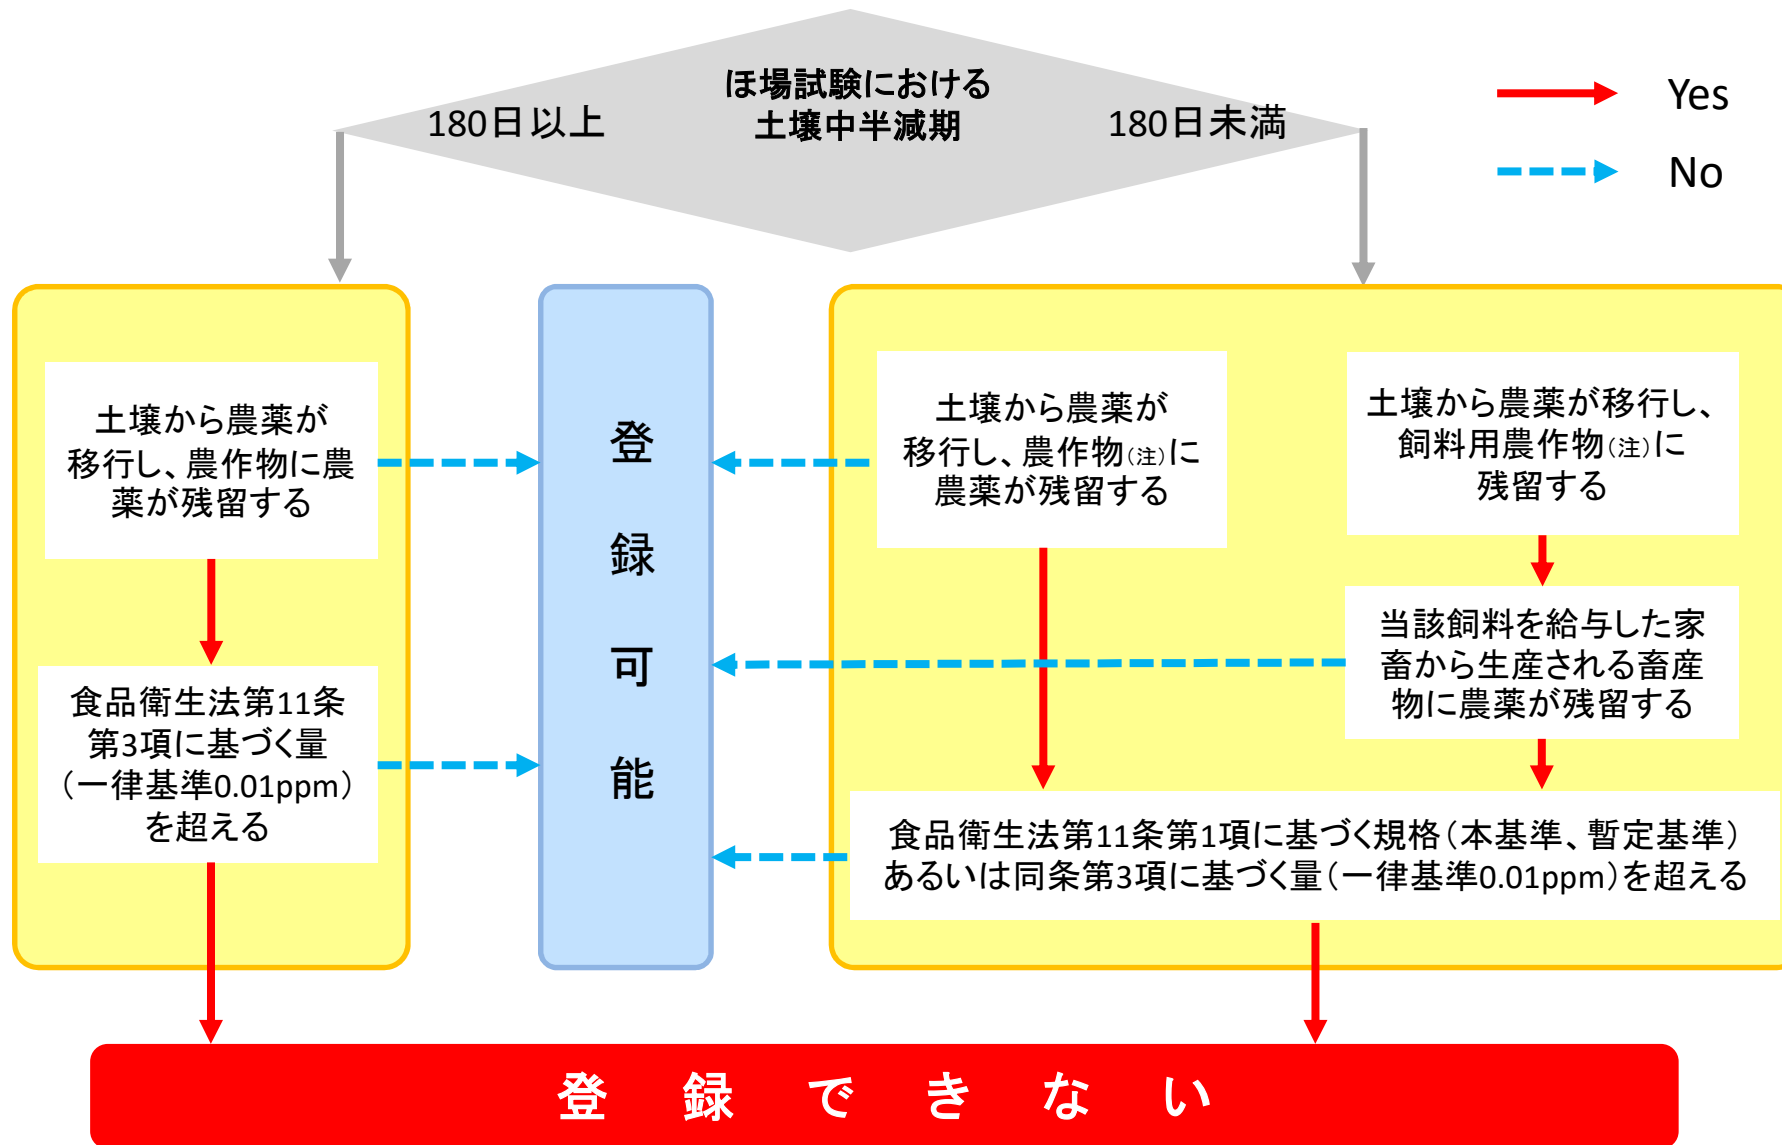 ほ場試験における
土壌中半減期
180日以上
180日未満
Yes
No
土壌から農薬が
移行し、農作物に農
薬が残留する
食品衛生法第11条
第3項に基づく量
（一律基準0.01ppm）
を超える
登
録
可
能
土壌から農薬が
移行し、農作物(注)に
農薬が残留する
土壌から農薬が移行し、
飼料用農作物(注)に
残留する
当該飼料を給与した家
畜から生産される畜産
物に農薬が残留する
食品衛生法第11条第1項に基づく規格（本基準、暫定基準）
あるいは同条第3項に基づく量（一律基準0.01ppm）を超える
登録できない